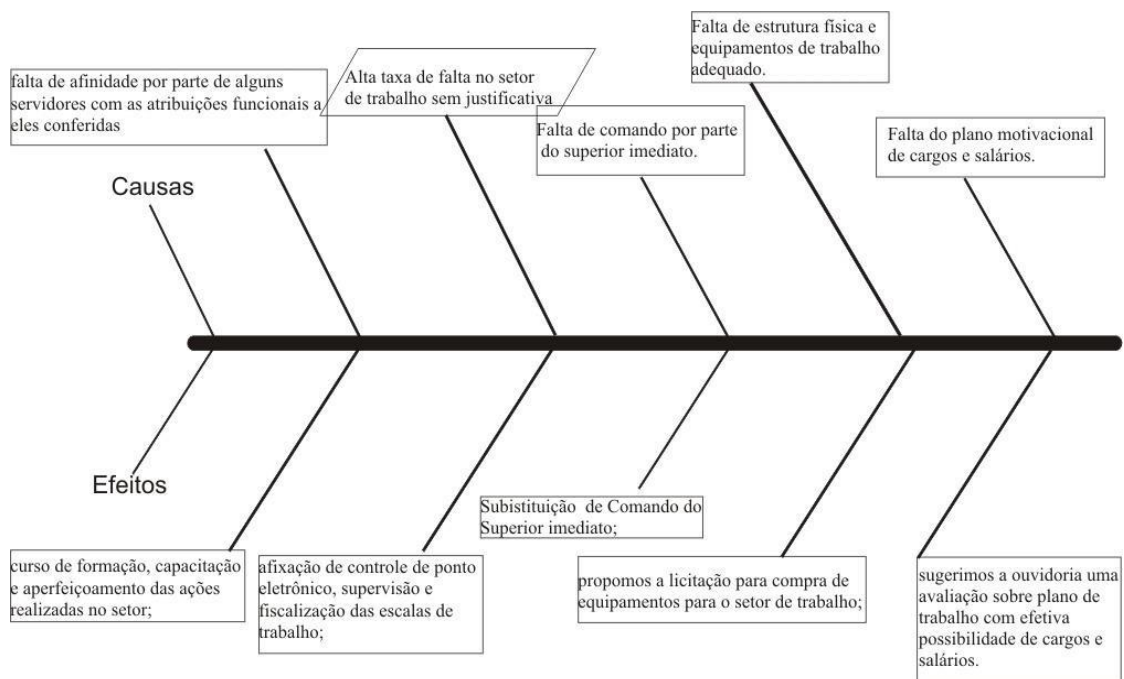 falta de afinidade por parte de alguns
servidores com as atribuições funcionais a
eles conferidas
Alta taxa de falta no setor
de trabalho sem justificativa
Falta de comando por parte
do superior imediato.
Falta de estrutura física e
equipamentos de trabalho
adequado.
Falta do plano motivacional
de cargos e salários.
Causas
Efeitos
curso de formação, capacitação
e aperfeiçoamento das ações
realizadas no setor;
afixação de controle de ponto
eletrônico, supervisão e
fiscalização das escalas de
trabalho;
Subistituição de Comando do
Superior imediato;
propomos a licitação para compra de
equipamentos para o setor de trabalho;
sugerimos a ouvidoria uma
avaliação sobre plano de
trabalho com efetiva
possibilidade de cargos e
salários.